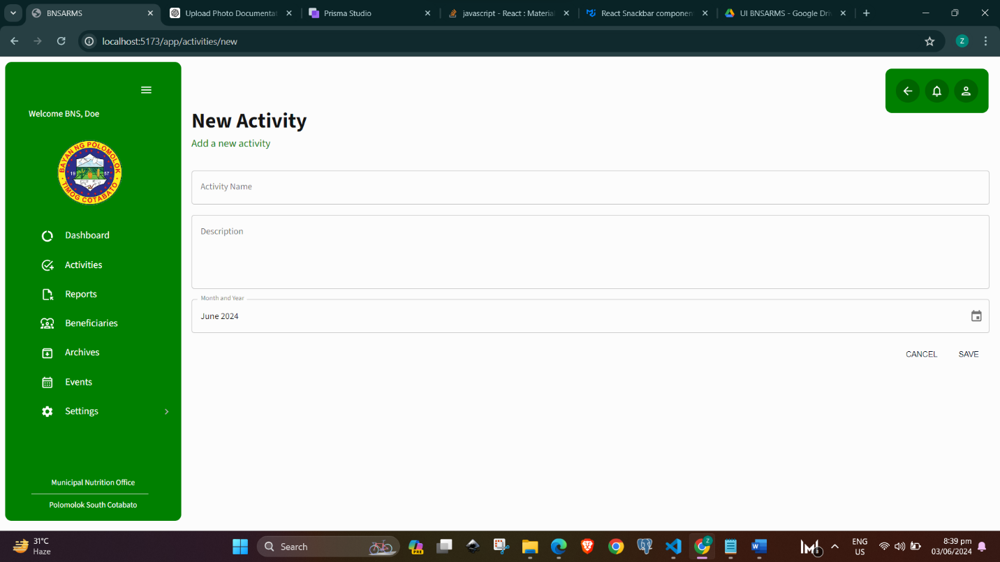 BNSARMS
Upload Photo Documentat
Prisma Studio
javascript - React : Material
React Snackbar component
UI BNSARMS - Google Driv
localhost:5173/app/activities/new
Z
Welcome BNS, Doe
BAYAN NG POLOMOLOK
19 57
TIMOG COTABATO
Dashboard
Activities
Reports
Beneficiaries
Archives
Events
Settings
Municipal Nutrition Office
Polomolok South Cotabato
New Activity
Add a new activity
Activity Name
Description
Month and Year
June 2024
CANCEL
SAVE
31°C
Haze
Search
PRE
Z
W
ENG
US
8:39 pm
03/06/2024